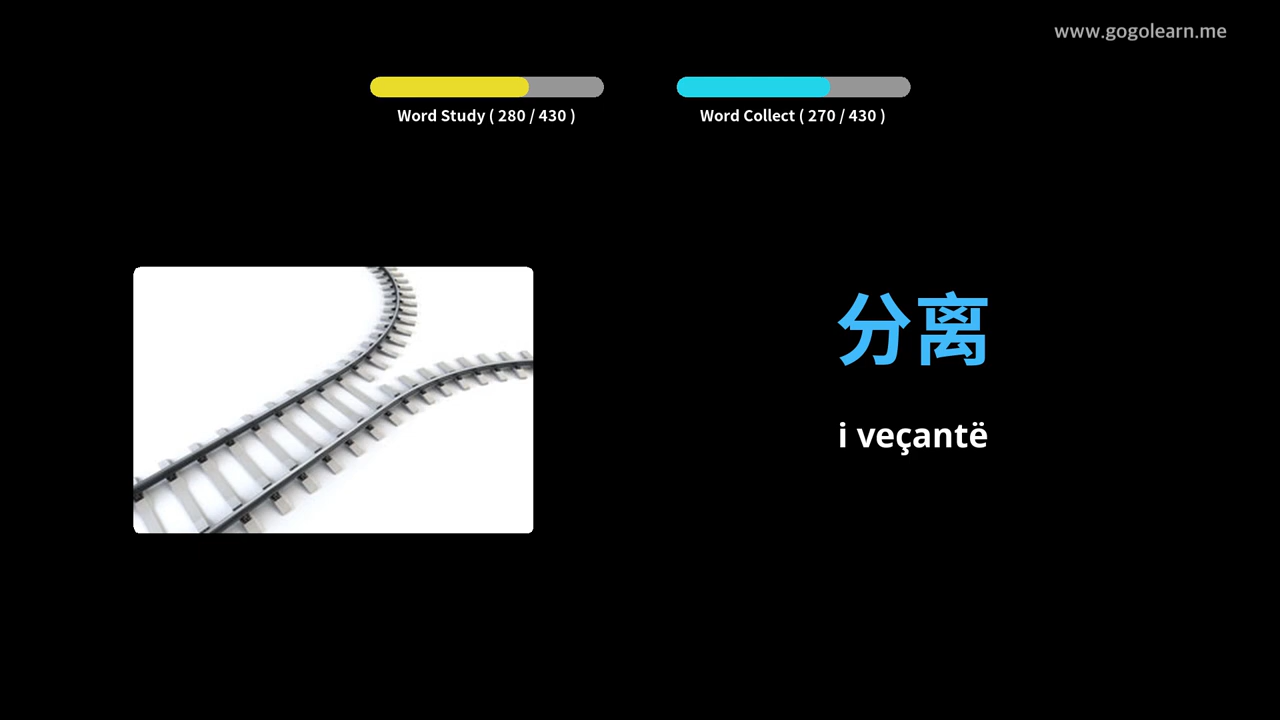 www.gogolearn.me
Word Study ( 280 / 430 )
Word Collect ( 270 / 430 )
分离
i veçantë